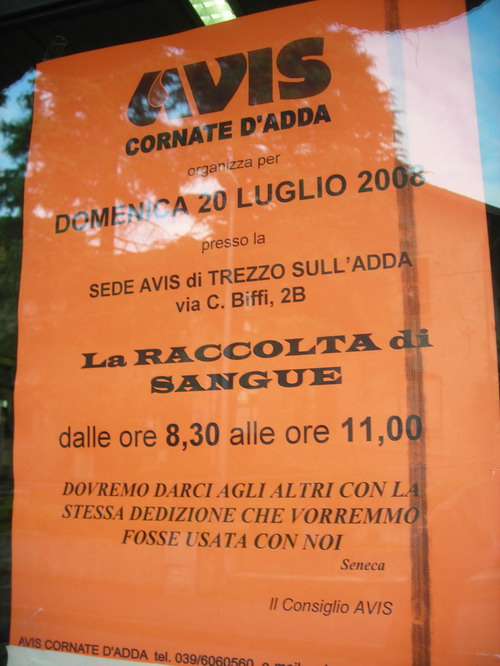 AVIS
CORNATE D'ADDA
organizza per
DOMENICA 20 LUGLIO 2008
presso la
SEDE AVIS di TREZZO SULL'ADDA
via C. Biffi, 2B
La RACCOLTA di
SANGUE
dalle ore 8,30 alle ore 11,00
DOVREMO DARCI AGLI ALTRI CON LA
STESSA DEDIZIONE CHE VORREMMO
FOSSE USATA CON NOI
Seneca
Il Consiglio AVIS
AVIS CORNATE D'ADDA tel. 039/6060560